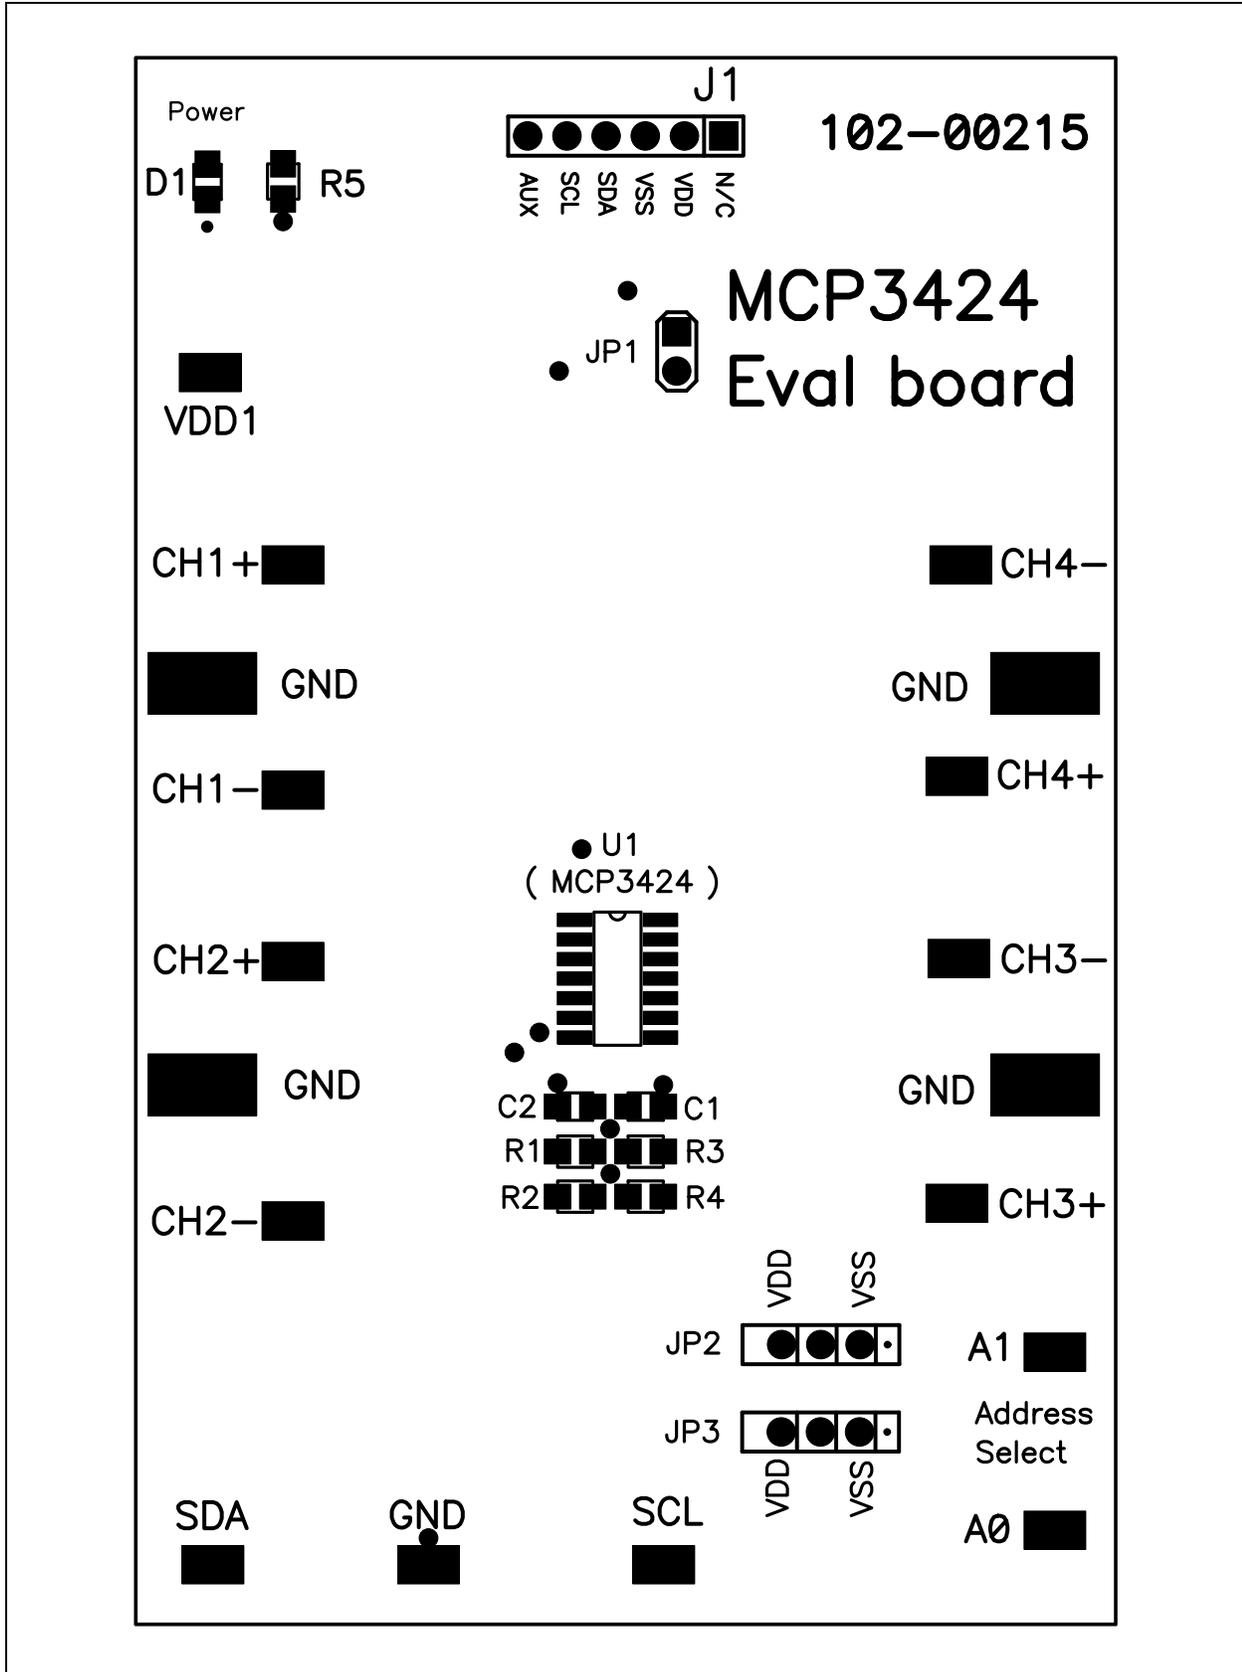 J1
Power
102-00215
D1
R5
AUX
SCL
SDA
VSS
VDD
N/C
MCP3424
JP1
Eval board
VDD1
CH1+
CH4-
GND
GND
CH1-
CH4+
U1
( MCP3424 )
CH2+
CH3-
GND
GND
C2
C1
R1
R3
R2
R4
CH2-
CH3+
VDD
VSS
JP2
A1
Address
Select
JP3
VDD
VSS
SDA
GND
SCL
A0